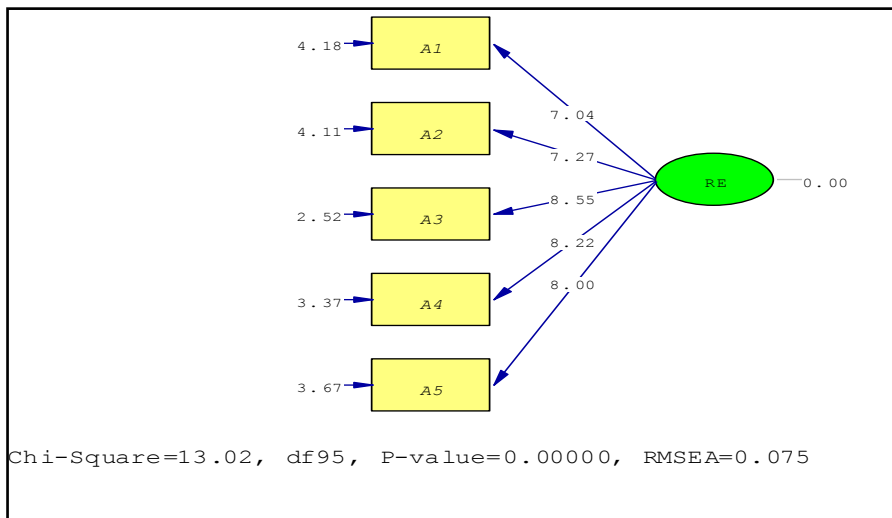 4.18 A1
7.04
4.11 A2
7.27
RE 0.00
8.55
2.52 A3
8.22
8.00
3.37 A4
3.67 A5
Chi-Square=13.02, df95, P-value=0.00000, RMSEA=0.075